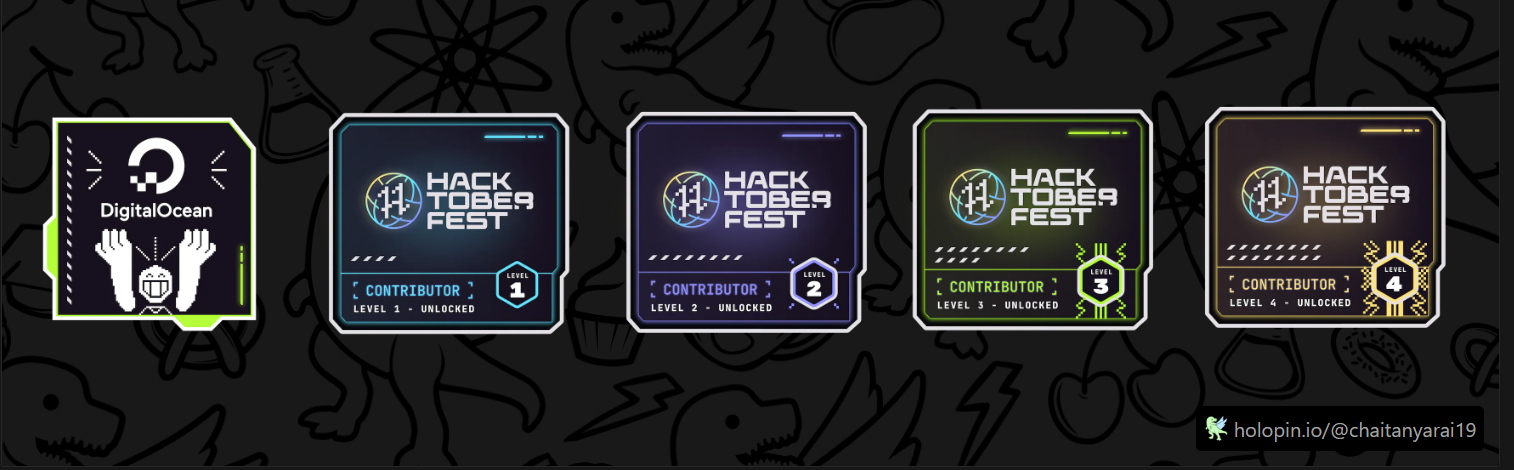 DigitalOcean
HACK
TOBER
FEST
CONTRIBUTOR
LEVEL 1 - UNLOCKED
LEVEL
1
HACK
TOBER
FEST
CONTRIBUTOR
LEVEL 2 - UNLOCKED
LEVEL
2
HACK
TOBER
FEST
CONTRIBUTOR
LEVEL 3 - UNLOCKED
LEVEL
3
HACK
TOBER
FEST
CONTRIBUTOR
LEVEL 4 - UNLOCKED
LEVEL
4
holopin.io/@chaitanyarai19